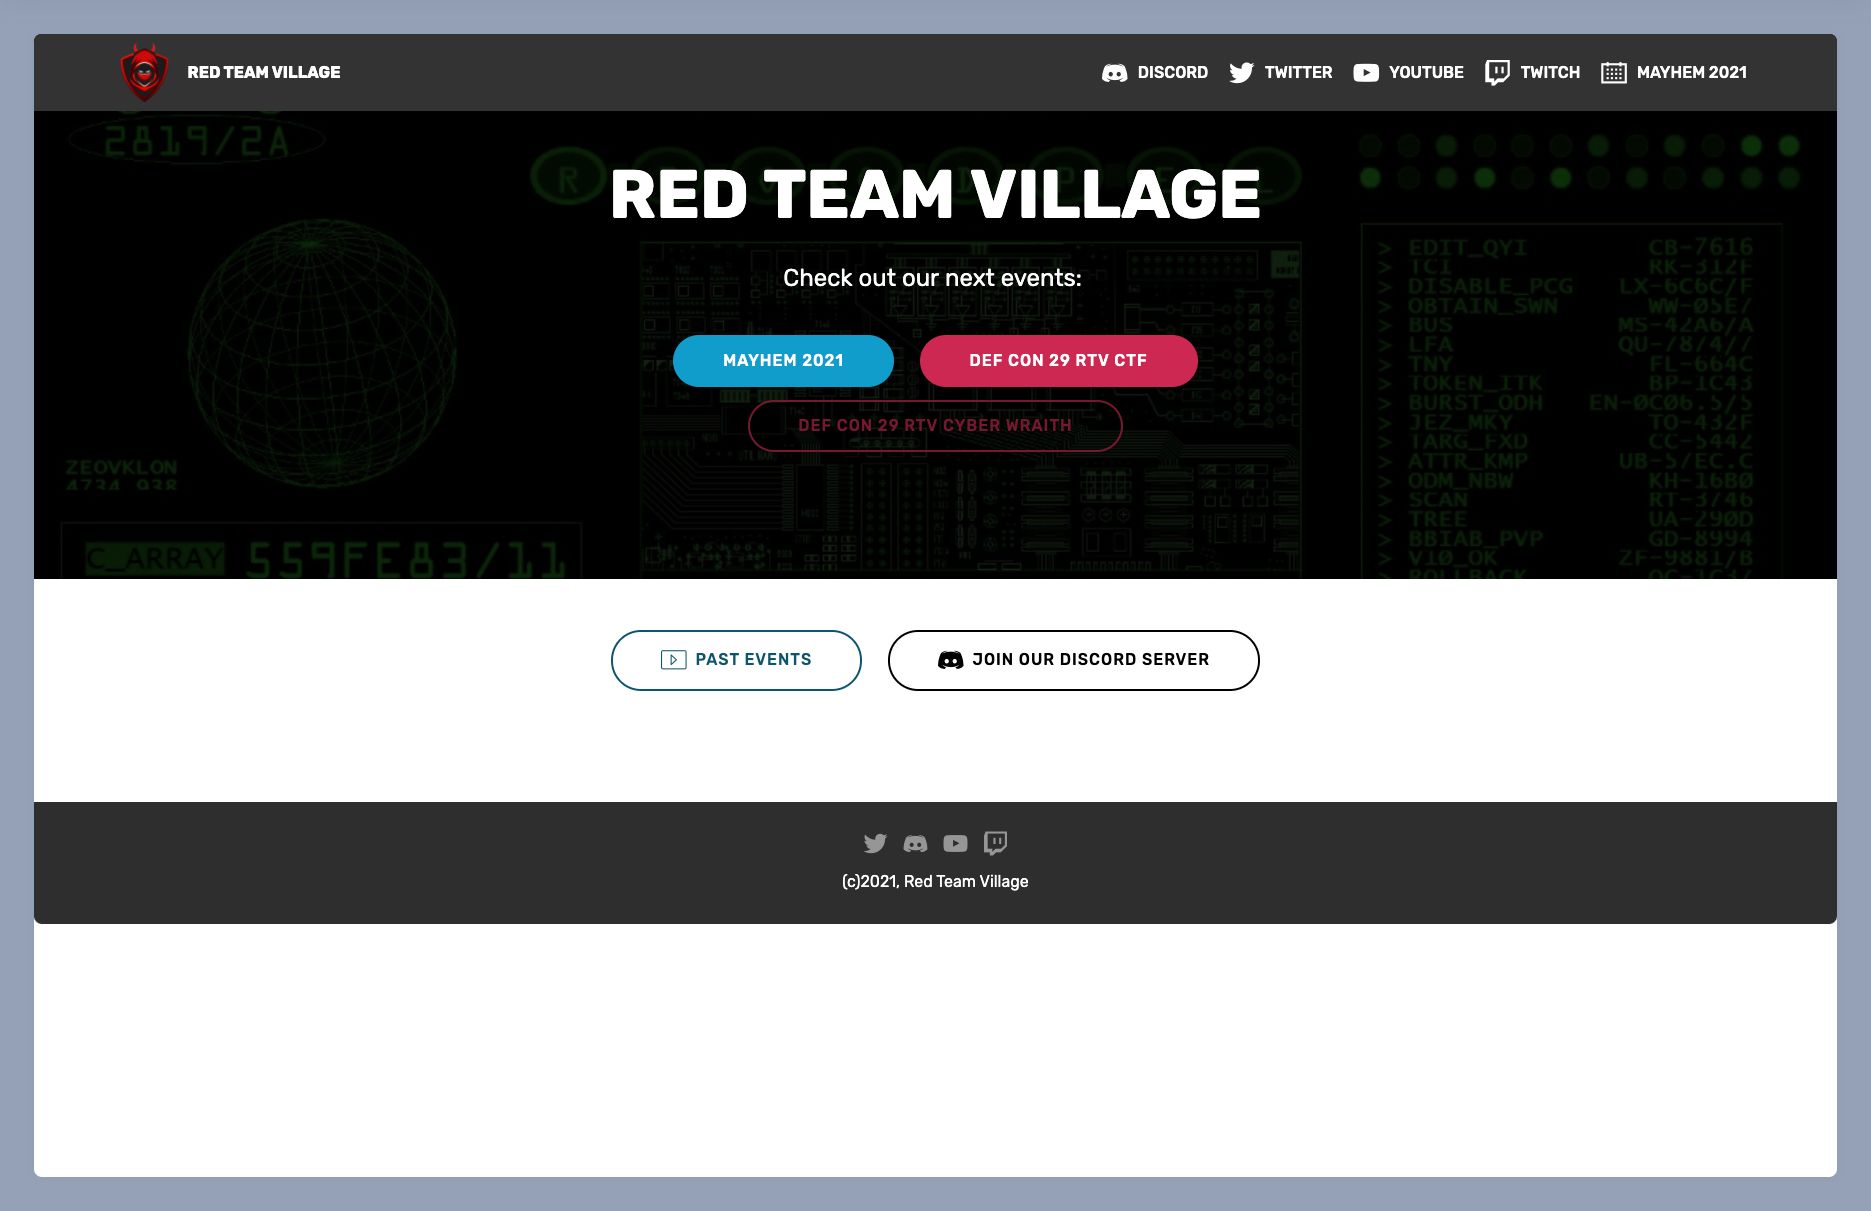 RED TEAM VILLAGE
DISCORD TWITTER YOUTUBE TWITCH MAYHEM 2021
2819/2A
RED TEAM VILLAGE
Check out our next events:
MAYHEM 2021 DEF CON 29 RTV CTF
DEF CON 29 RTV CYBER WRAITH
> EDIT_QYI CB-7616
> TCI RK-312F
> DISABLE_PCG LX-6C6C/F
> OBTAIN_SWN WW-05E/
> BUS MS-42A6/A
> LFA QU-/8/4//
> TNY FL-664C
> TOKEN_ITK BP-1C43
> BURST_ODH EN-0C06.5/5
> JEZ_MKY TO-432F
> TARG_FXD CC-5442
> ATTR_KMP UB-5/EC.C
> ODM_NBW KH-16B0
> SCAN RT-3/46
> TREE UA-290D
> BBIAB_PVP GD-8994
> V10_OK ZF-9881/B
ZEOVKLON
4734.938
C_ARRAY 559FE83/11
PAST EVENTS JOIN OUR DISCORD SERVER
(c)2021, Red Team Village